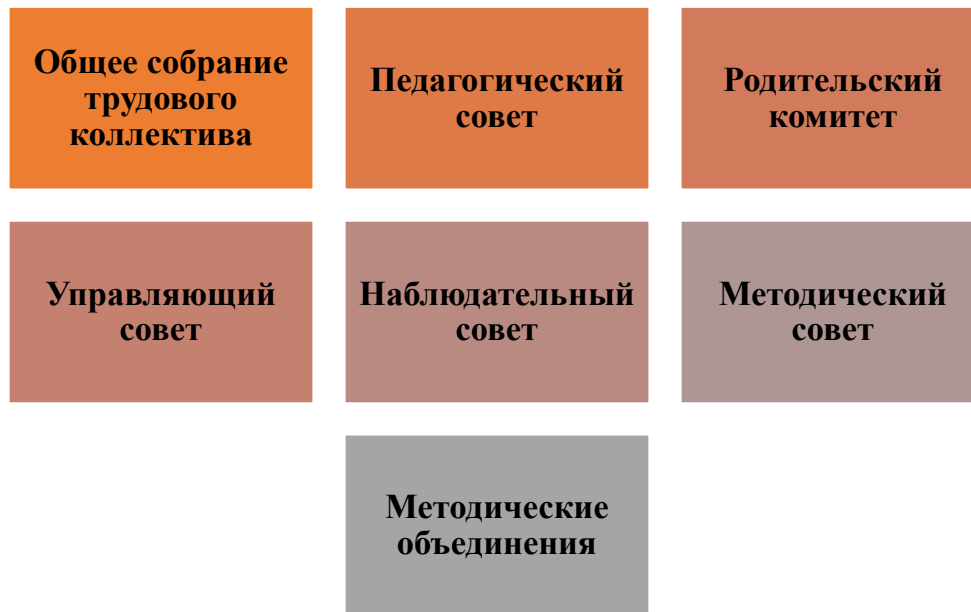 Общее собрание
трудового
коллектива
Педагогический
совет
Родительский
комитет
Управляющий
совет
Наблюдательный
совет
Методический
совет
Методические
объединения